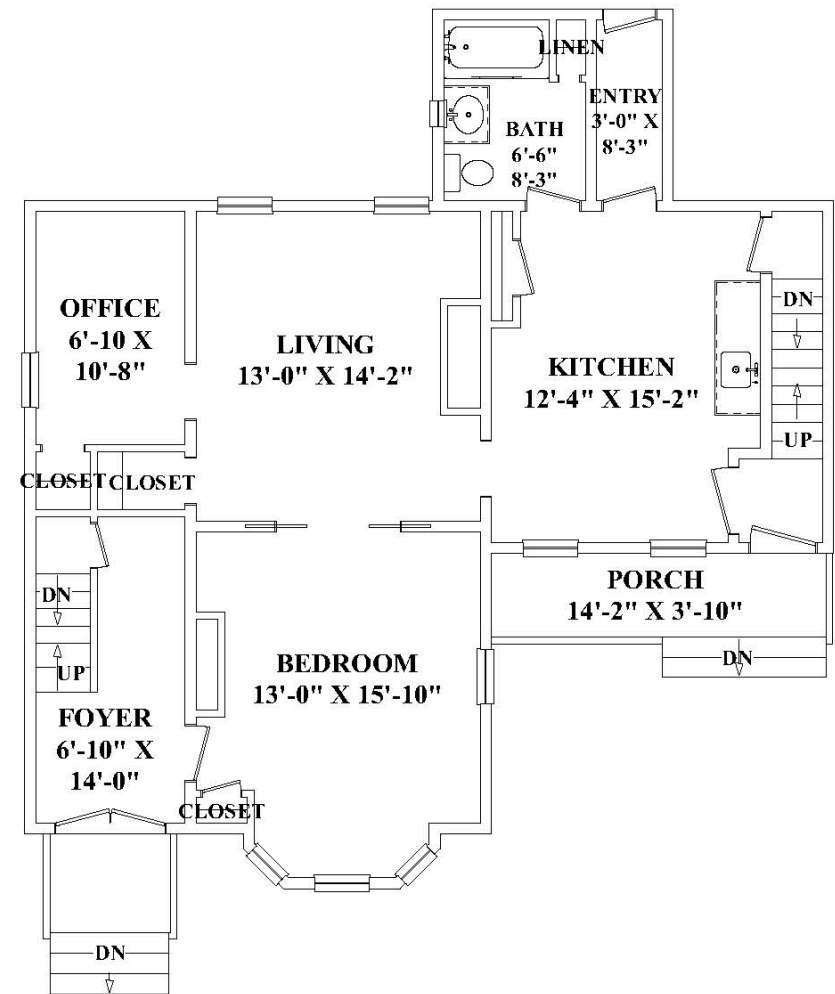 LINEN
ENTRY
3'-0" X
8'-3"
BATH
6'-6"
8'-3"
OFFICE
6'-10 X
10'-8"
LIVING
13'-0" X 14'-2"
KITCHEN
12'-4" X 15'-2"
DN
UP
CLOSET
CLOSET
DN
UP
FOYER
6'-10" X
14'-0"
BEDROOM
13'-0" X 15'-10"
PORCH
14'-2" X 3'-10"
DN
CLOSET
DN